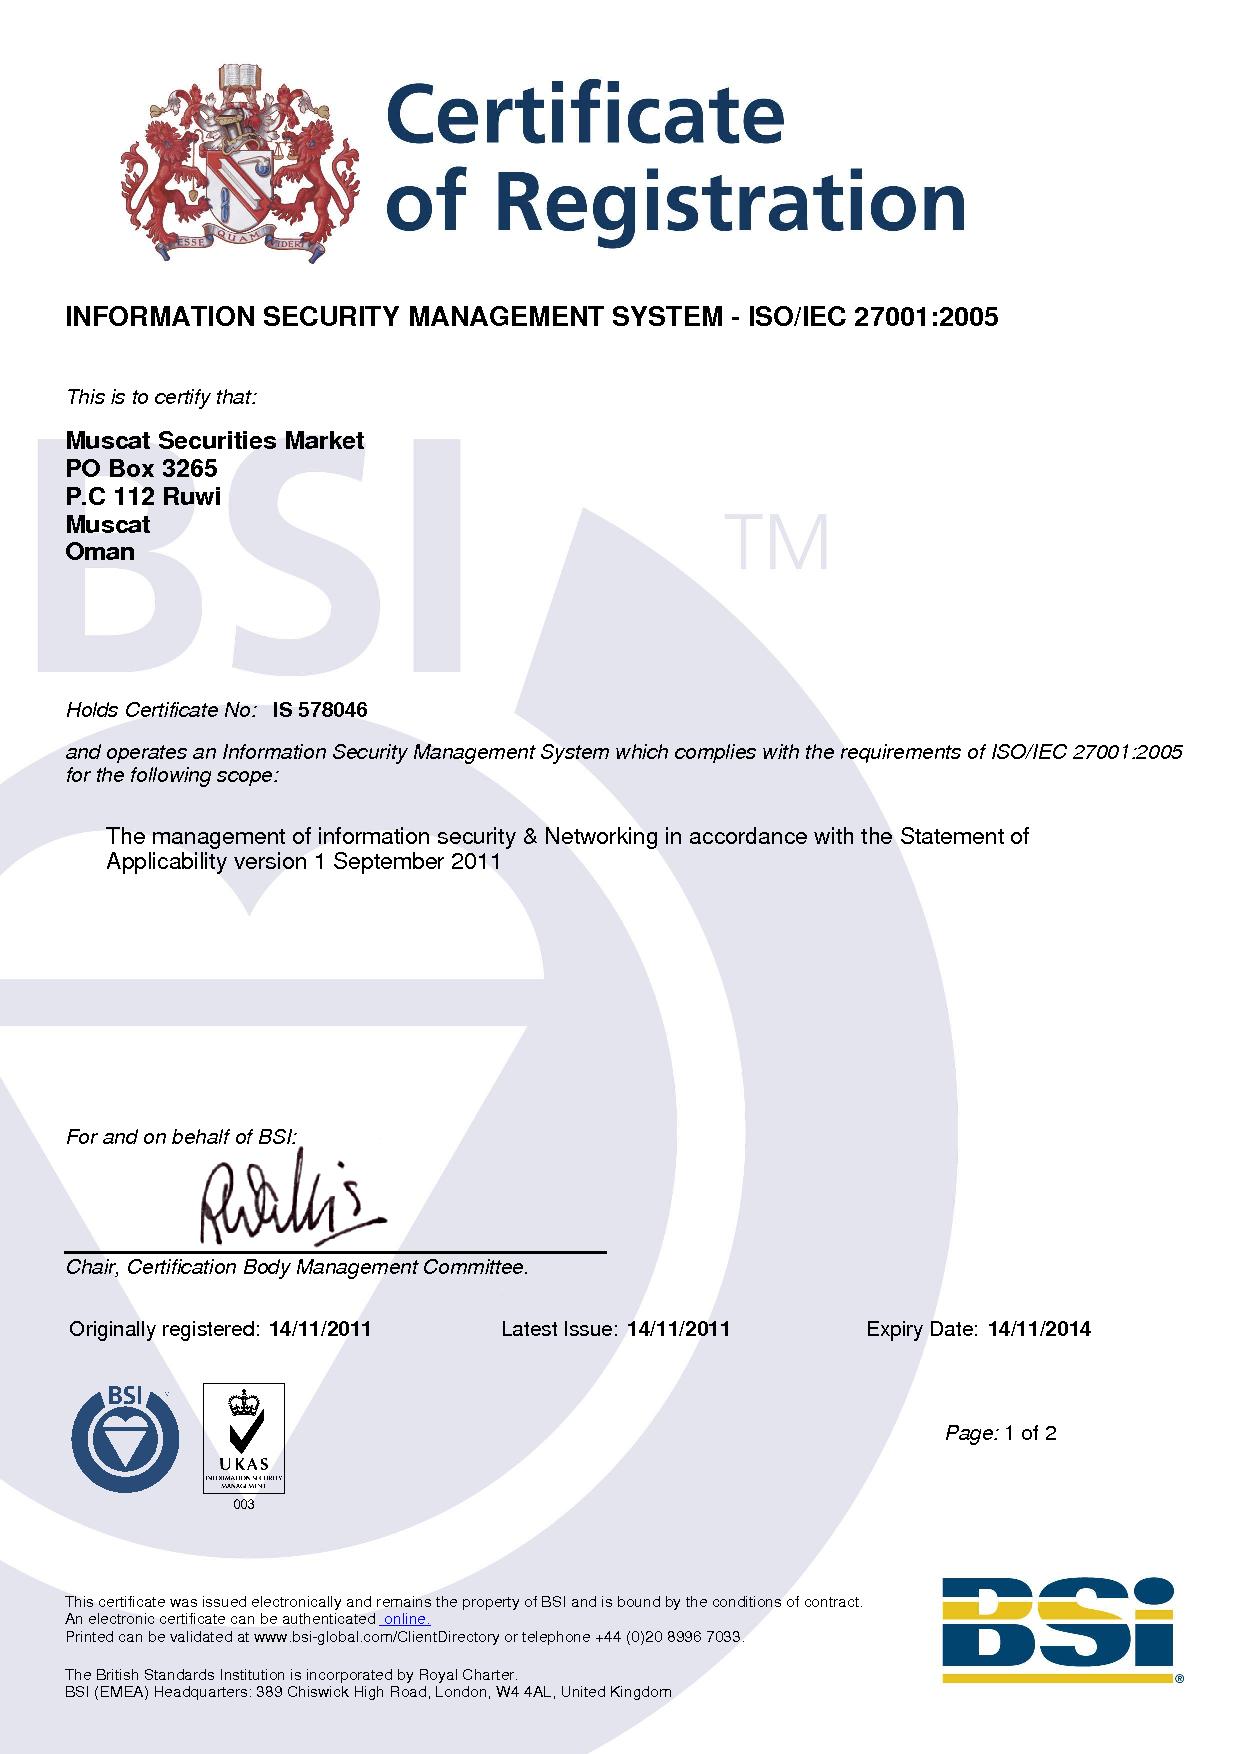 Certificate
of Registration
ESSE QUAM VIDERI
INFORMATION SECURITY MANAGEMENT SYSTEM - ISO/IEC 27001:2005
This is to certify that:
Muscat Securities Market
PO Box 3265
P.C 112 Ruwi
Muscat
Oman
BSI
TM
Holds Certificate No: IS 578046
and operates an Information Security Management System which complies with the requirements of ISO/IEC 27001:2005
for the following scope:
The management of information security & Networking in accordance with the Statement of
Applicability version 1 September 2011
For and on behalf of BSI:
Chair, Certification Body Management Committee.
Originally registered: 14/11/2011 Latest Issue: 14/11/2011 Expiry Date: 14/11/2014
BSI
UKAS
INFORMATION SECURITY
MANAGEMENT
003
Page: 1 of 2
This certificate was issued electronically and remains the property of BSI and is bound by the conditions of contract.
An electronic certificate can be authenticated online.
Printed can be validated at www.bsi-global.com/ClientDirectory or telephone +44 (0)20 8996 7033.
The British Standards Institution is incorporated by Royal Charter.
BSI (EMEA) Headquarters: 389 Chiswick High Road, London, W4 4AL, United Kingdom
BSi®